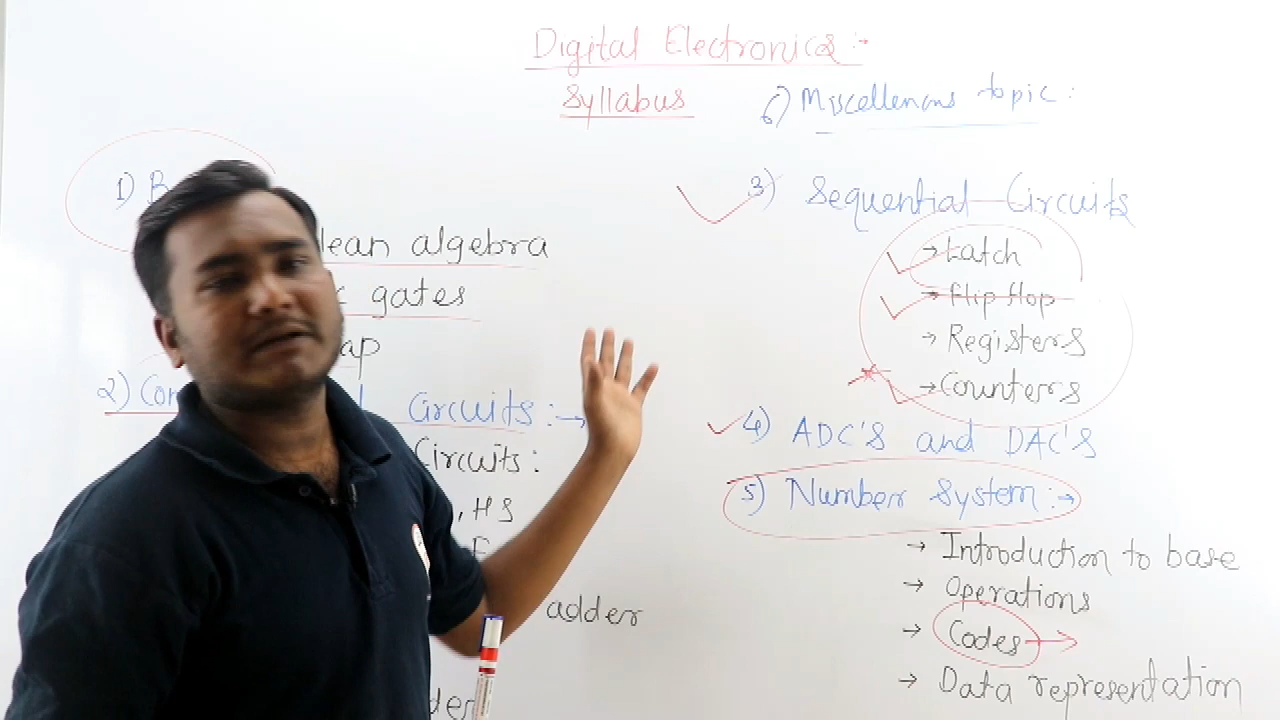 Digital Electronics :-
Syllabus
6) Miscellenous topic :
1) B
lean algebra
gates
ap
2) Com
Circuits :→
Circuits :
, HS
adder
der
3) Sequential Circuits
→ Latch
→ flip flop
→ Registers
→ Counters
4) ADC'S and DAC'S
5) Number System :→
→ Introduction to base
→ Operations
→ Codes →
→ Data representation